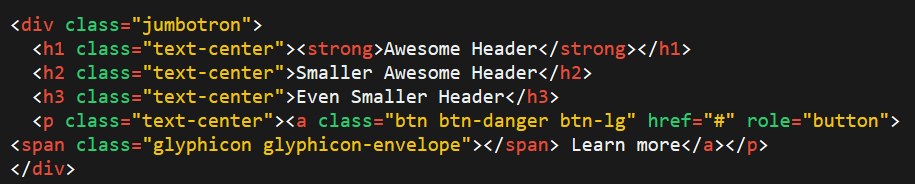 <div class="jumbotron">
  <h1 class="text-center"><strong>Awesome Header</strong></h1>
  <h2 class="text-center">Smaller Awesome Header</h2>
  <h3 class="text-center">Even Smaller Header</h3>
  <p class="text-center"><a class="btn btn-danger btn-lg" href="#" role="button">
<span class="glyphicon glyphicon-envelope"></span> Learn more</a></p>
</div>